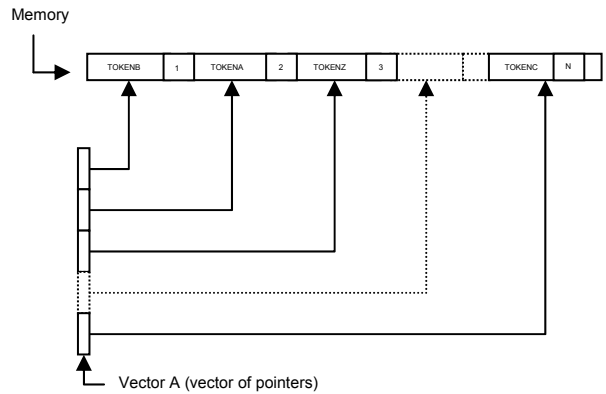 Memory
TOKENB 1 TOKENA 2 TOKENZ 3 TOKENC N
Vector A (vector of pointers)